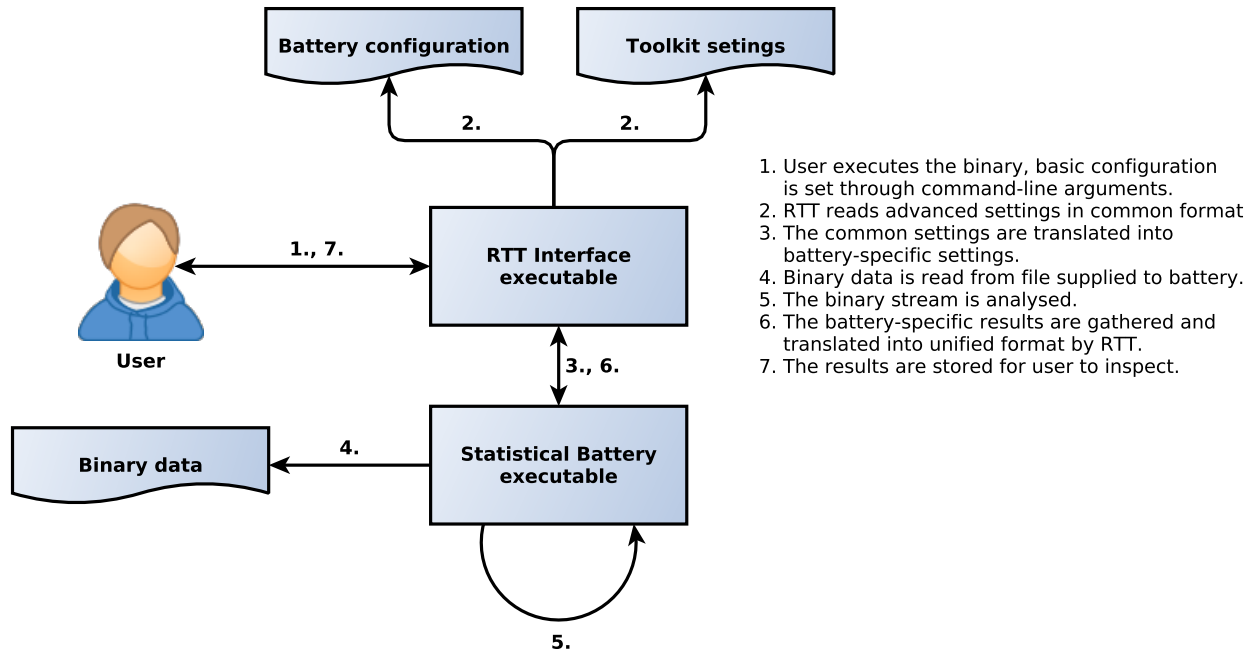 Battery configuration
Toolkit setings
2.
2.
1. User executes the binary, basic configuration
is set through command-line arguments.
2. RTT reads advanced settings in common format
3. The common settings are translated into
battery-specific settings.
4. Binary data is read from file supplied to battery.
5. The binary stream is analysed.
6. The battery-specific results are gathered and
translated into unified format by RTT.
7. The results are stored for user to inspect.
1., 7.
RTT Interface
executable
User
3., 6.
Binary data
4.
Statistical Battery
executable
5.